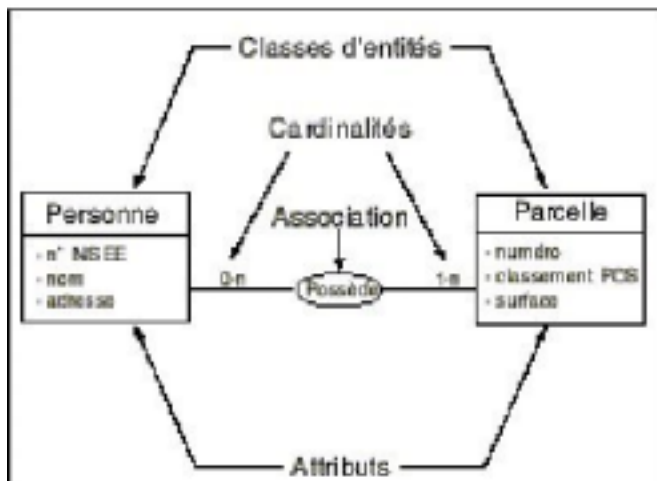 Classes d'entités
Cardinalités
Association
Personne
- n° INSEE
- nom
- adresse
0-n
Possède
1-n
Parcelle
- numéro
- classement POS
- surface
Attributs